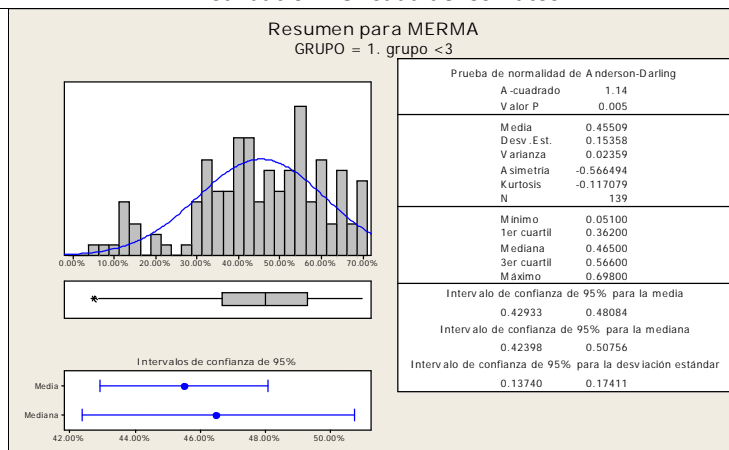 Resumen para MERMA
GRUPO = 1. grupo <3
0.00% 10.00% 20.00% 30.00% 40.00% 50.00% 60.00% 70.00%
Intervalos de confianza de 95%
Media
Mediana
42.00% 44.00% 46.00% 48.00% 50.00%
Prueba de normalidad de Anderson-Darling
A-cuadrado 1.14
Valor P 0.005
Media 0.45509
Desv.Est. 0.15358
Varianza 0.02359
Asimetría -0.566494
Kurtosis -0.117079
N 139
Mínimo 0.05100
1er cuartil 0.36200
Mediana 0.46500
3er cuartil 0.56600
Máximo 0.69800
Intervalo de confianza de 95% para la media
0.42933 0.48084
Intervalo de confianza de 95% para la mediana
0.42398 0.50756
Intervalo de confianza de 95% para la desviación estándar
0.13740 0.17411